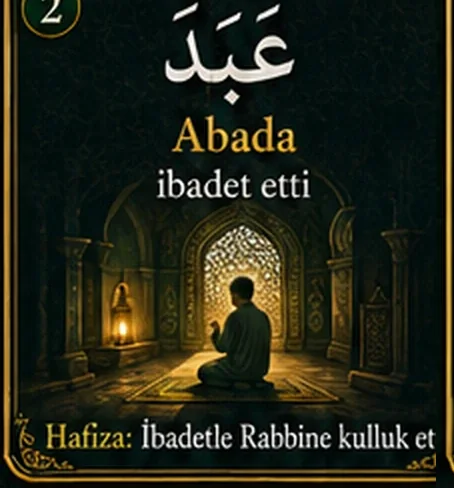 2
عَبَدَ
Abada
ibadet etti
Hafiza: İbadetle Rabbine kulluk et